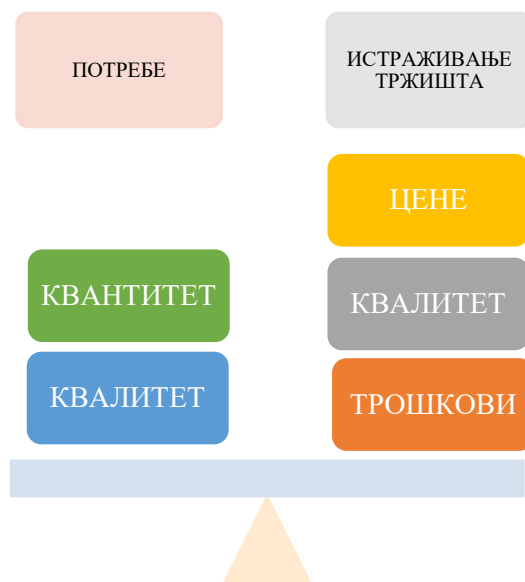 ПОТРЕБЕ
ИСТРАЖИВАЊЕ
ТРЖИШТА
ЦЕНЕ
КВАНТИТЕТ
КВАЛИТЕТ
КВАЛИТЕТ
ТРОШКОВИ